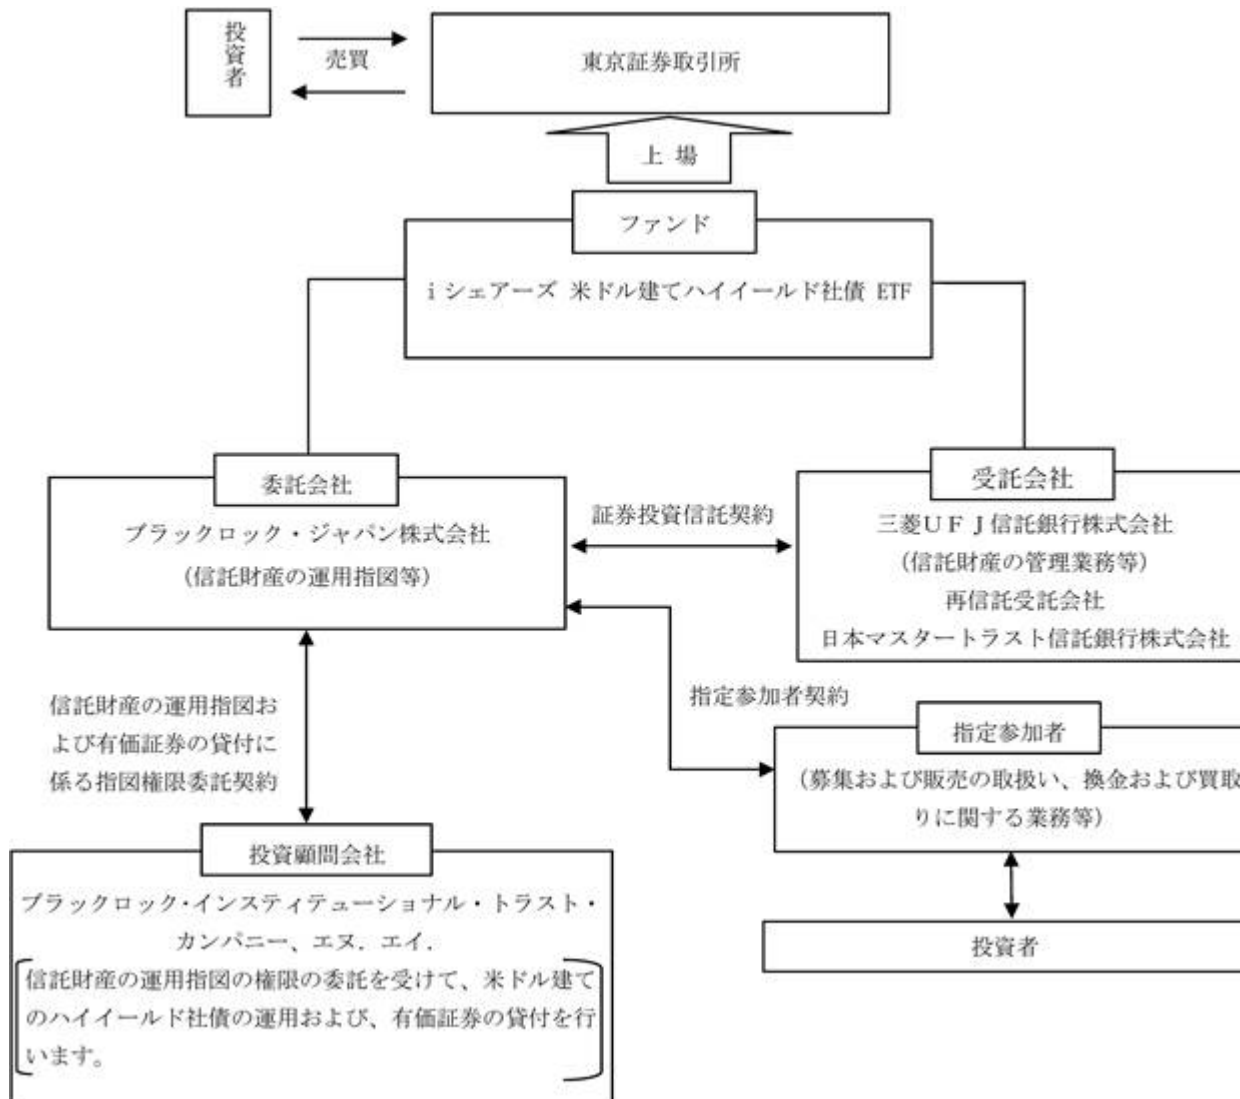 投資者
売買
東京証券取引所
上 場
ファンド
i シェアーズ 米ドル建てハイイールド社債 ETF
委託会社
ブラックロック・ジャパン株式会社
（信託財産の運用指図等）
証券投資信託契約
受託会社
三菱ＵＦＪ信託銀行株式会社
（信託財産の管理業務等）
再信託受託会社
日本マスタートラスト信託銀行株式会社
信託財産の運用指図お
よび有価証券の貸付に
係る指図権限委託契約
指定参加者契約
指定参加者
（募集および販売の取扱い、換金および買取
りに関する業務等）
投資者
投資顧問会社
ブラックロック・インスティテューショナル・トラスト・
カンパニー、エヌ．エイ．
信託財産の運用指図の権限の委託を受けて、米ドル建て
のハイイールド社債の運用および、有価証券の貸付を行
います。